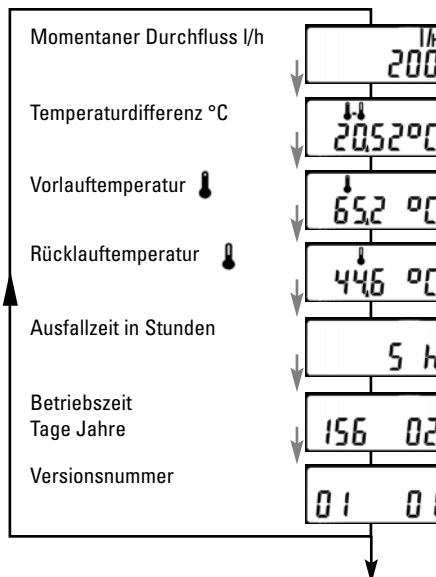 Momentaner Durchfluss l/h
l/h
200
Temperaturdifferenz °C
20,52°C
Vorlauftemperatur
65,2 °C
Rücklauftemperatur
44,6 °C
Ausfallzeit in Stunden
5 h
Betriebszeit
Tage Jahre
156 02
Versionsnummer
01 01